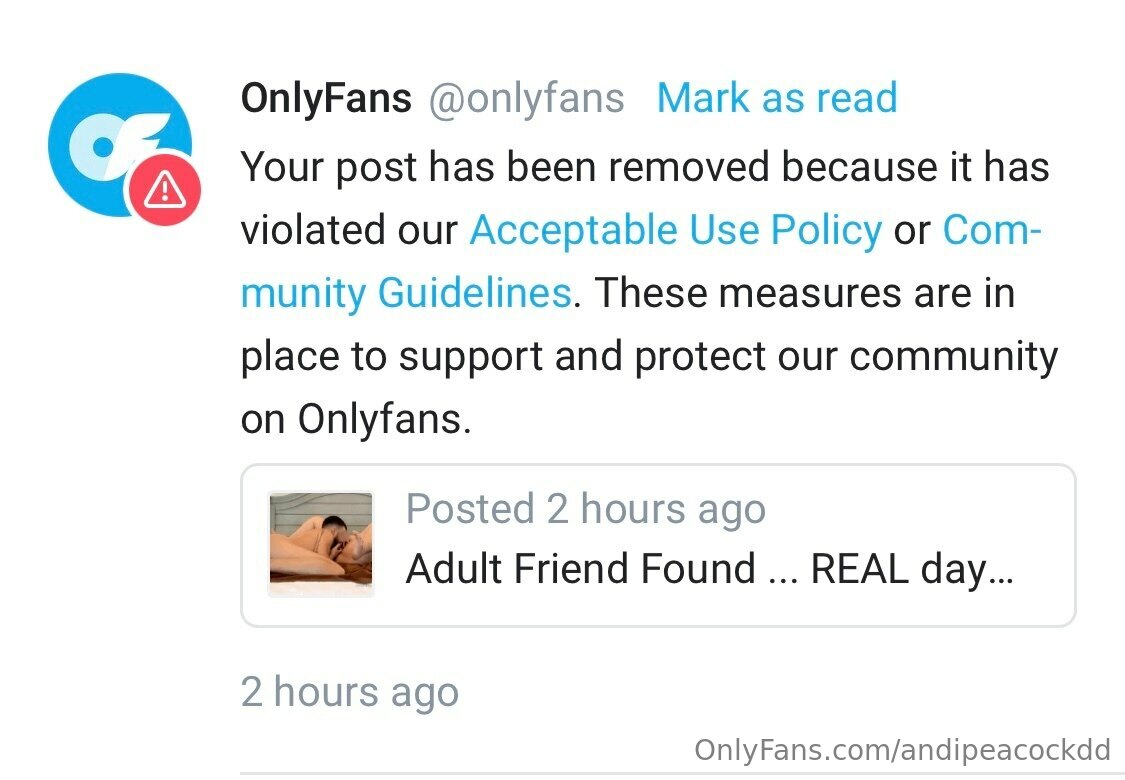 OnlyFans @onlyfans Mark as read
Your post has been removed because it has
violated our Acceptable Use Policy or Com-
munity Guidelines. These measures are in
place to support and protect our community
on Onlyfans.
Posted 2 hours ago
Adult Friend Found ... REAL day...
2 hours ago
OnlyFans.com/andipeacockdd